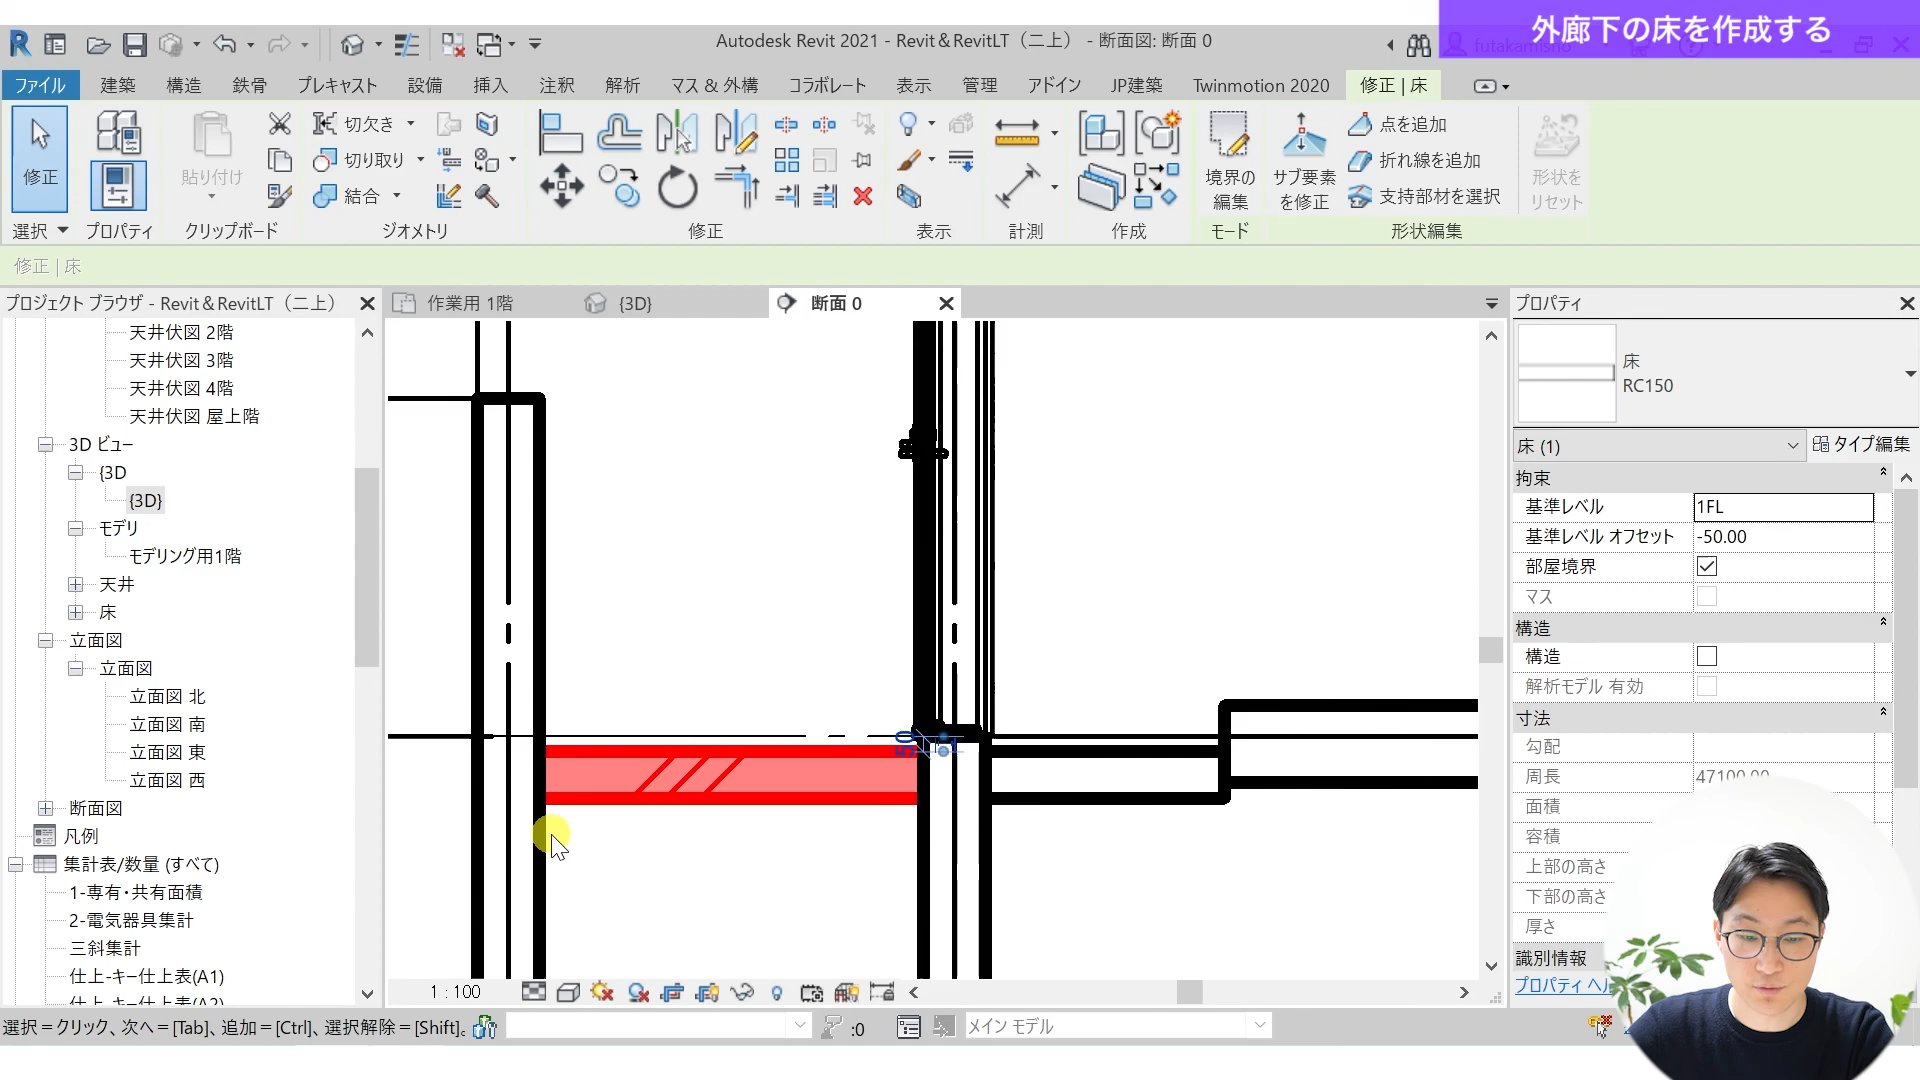 外廊下の床を作成する
Autodesk Revit 2021 - Revit＆RevitLT（二上） - 断面図: 断面 0
futakamisho
ファイル 建築 構造 鉄骨 プレキャスト 設備 挿入 注釈 解析 マス & 外構 コラボレート 表示 管理 アドイン JP建築 Twinmotion 2020 修正 | 床
修正
貼り付け
切欠き
切り取り
結合
境界の
編集
サブ要素
を修正
点を追加
折れ線を追加
支持部材を選択
形状を
リセット
選択 プロパティ クリップボード ジオメトリ 修正 表示 計測 作成 モード 形状編集
修正 | 床
プロジェクト ブラウザ - Revit＆RevitLT（二上）
作業用 1階
{3D}
断面 0
プロパティ
天井伏図 2階
天井伏図 3階
天井伏図 4階
天井伏図 屋上階
3D ビュー
{3D
{3D}
モデリ
モデリング用1階
天井
床
立面図
立面図
立面図 北
立面図 南
立面図 東
立面図 西
断面図
凡例
集計表/数量 (すべて)
1-専有・共有面積
2-電気器具集計
三斜集計
仕上-キー仕上表(A1)
仕上-キー仕上表(A2)
50
床
RC150
床 (1)
タイプ編集
拘束
基準レベル 1FL
基準レベル オフセット -50.00
部屋境界
マス
構造
構造
解析モデル 有効
寸法
勾配
周長 47100.00
面積
容積
上部の高さ
下部の高さ
厚さ
識別情報
プロパティ ヘル
1 : 100
選択＝クリック、次へ＝[Tab]、追加＝[Ctrl]、選択解除＝[Shift]。
:0
メイン モデル